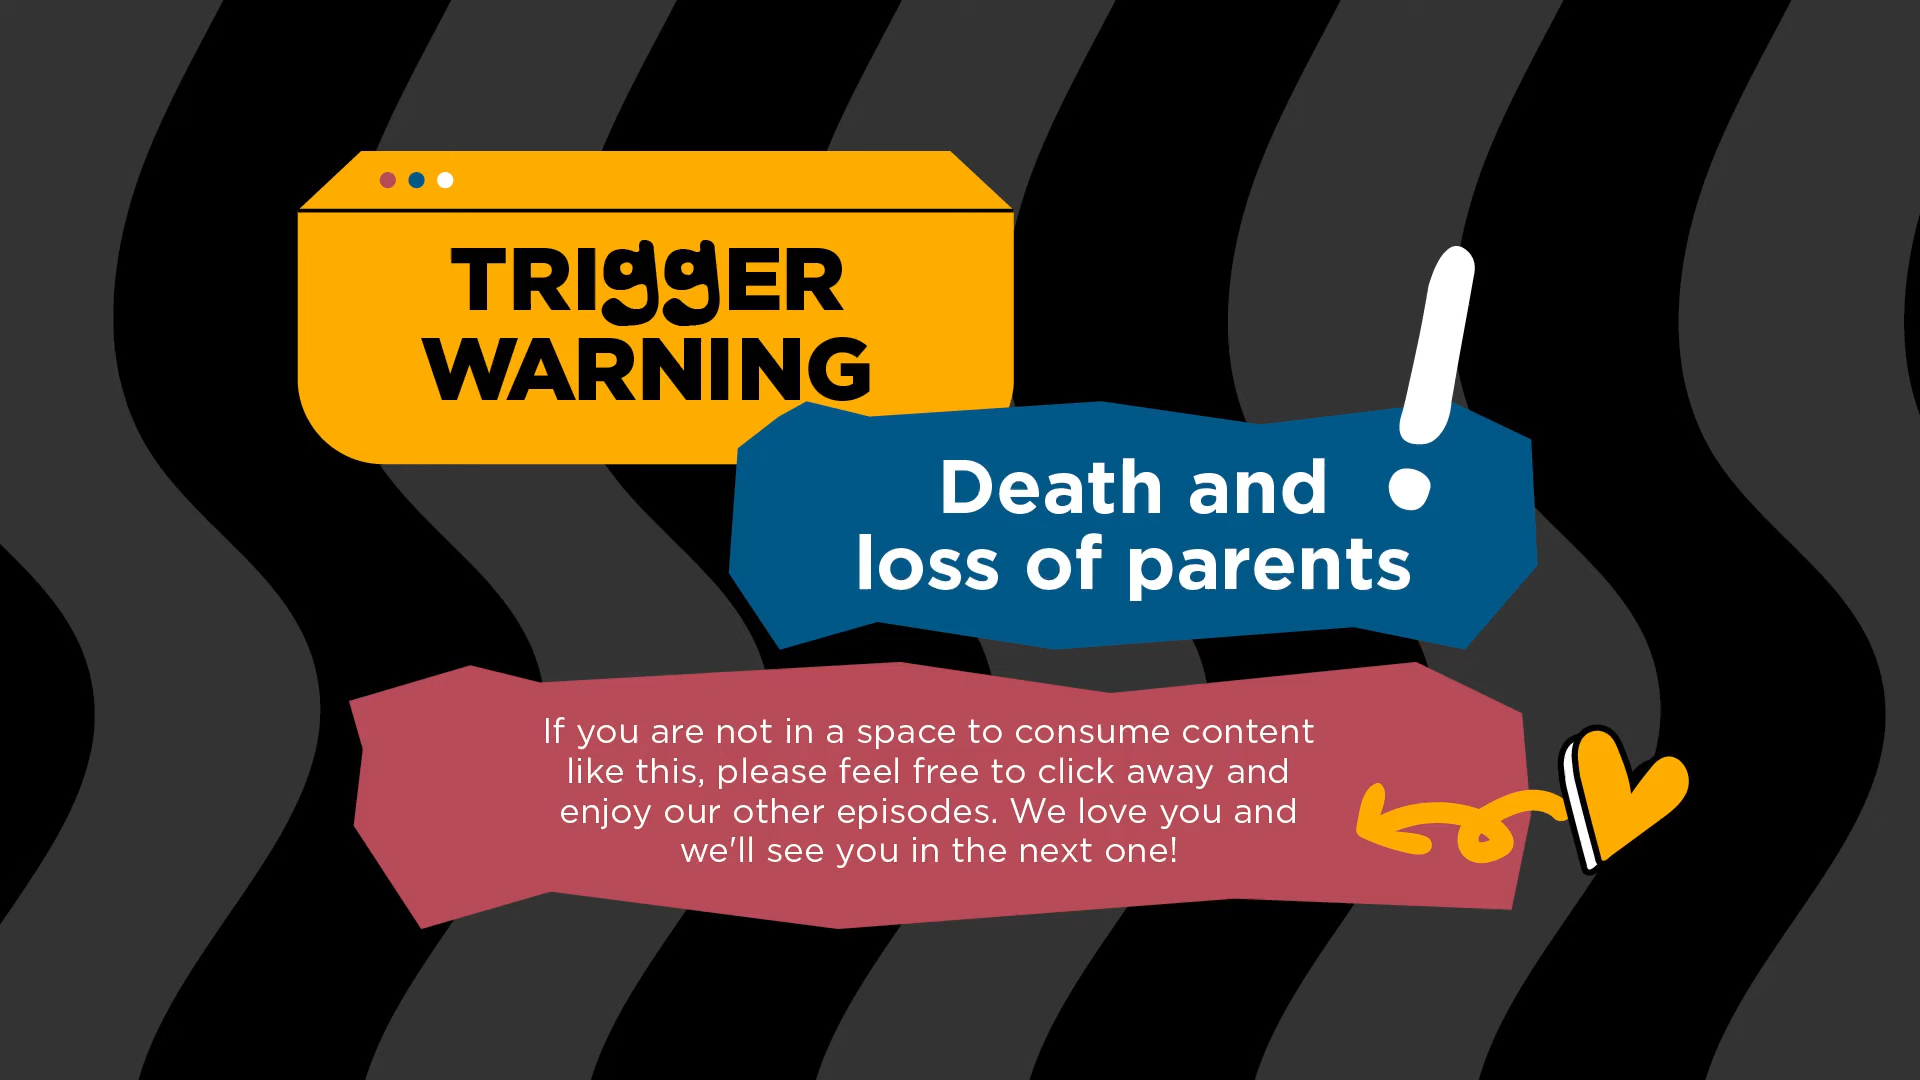 TRIggER
WARNING
Death and
loss of parents
If you are not in a space to consume content
like this, please feel free to click away and
enjoy our other episodes. We love you and
we'll see you in the next one!